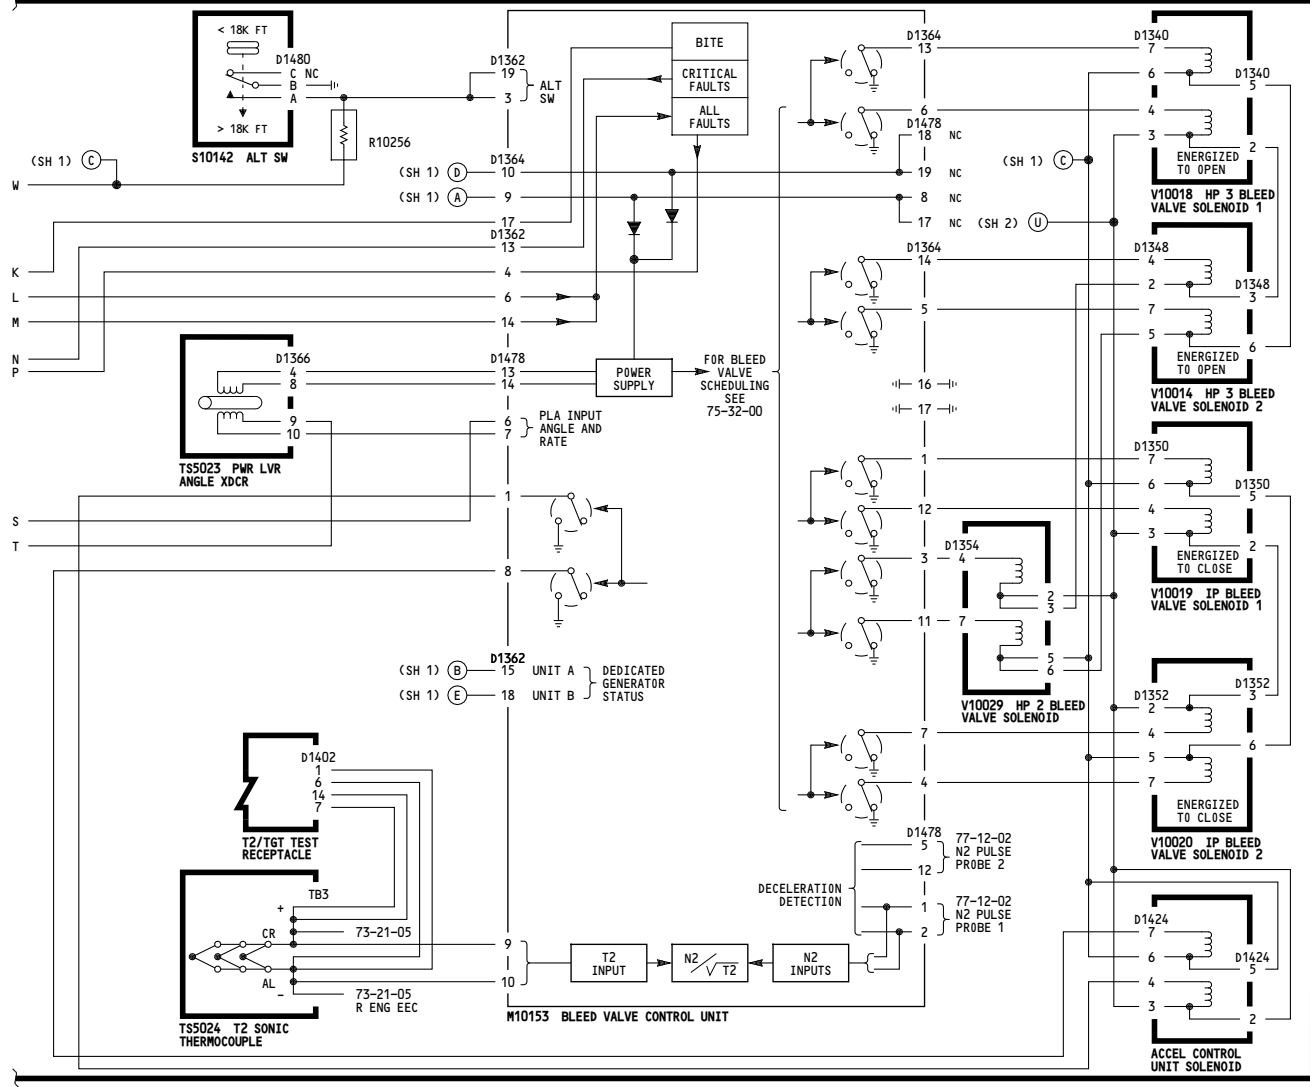 < 18K FT
D1480
C NC
B
A
> 18K FT
S10142 ALT SW
R10256
(SH 1) C
W
K
L
M
N
P
S
T
D1362
19
3
ALT
SW
D1364
(SH 1) D 10
(SH 1) A 9
17
D1362
13
4
6
14
BITE
CRITICAL
FAULTS
ALL
FAULTS
D1366
4
8
9
10
TS5023 PWR LVR
ANGLE XDCR
D1478
13
14
6
7
PLA INPUT
ANGLE AND
RATE
POWER
SUPPLY
FOR BLEED
VALVE
SCHEDULING
SEE
75-32-00
1
8
D1362
(SH 1) B 15 UNIT A
(SH 1) E 18 UNIT B
DEDICATED
GENERATOR
STATUS
D1402
1
6
14
7
T2/TGT TEST
RECEPTACLE
TB3
+
CR
73-21-05
AL
-
73-21-05
R ENG EEC
TS5024 T2 SONIC
THERMOCOUPLE
9
10
T2
INPUT
N2
√T2
N2
INPUTS
M10153 BLEED VALVE CONTROL UNIT
D1364
13
6
D1478
18 NC
19 NC
8 NC
17 NC
(SH 2) U
(SH 1) C
D1364
14
5
16
17
1
12
3
11
7
4
D1478
5
12
77-12-02
N2 PULSE
PROBE 2
DECELERATION
DETECTION
1
2
77-12-02
N2 PULSE
PROBE 1
D1354
4
2
3
7
5
6
V10029 HP 2 BLEED
VALVE SOLENOID
D1340
7
6
D1340
5
4
3
2
ENERGIZED
TO OPEN
V10018 HP 3 BLEED
VALVE SOLENOID 1
D1348
4
2
D1348
3
7
5
6
ENERGIZED
TO OPEN
V10014 HP 3 BLEED
VALVE SOLENOID 2
D1350
7
6
D1350
5
4
3
2
ENERGIZED
TO CLOSE
V10019 IP BLEED
VALVE SOLENOID 1
D1352
3
D1352
2
4
6
5
7
ENERGIZED
TO CLOSE
V10020 IP BLEED
VALVE SOLENOID 2
D1424
7
6
D1424
5
4
3
2
ACCEL CONTROL
UNIT SOLENOID